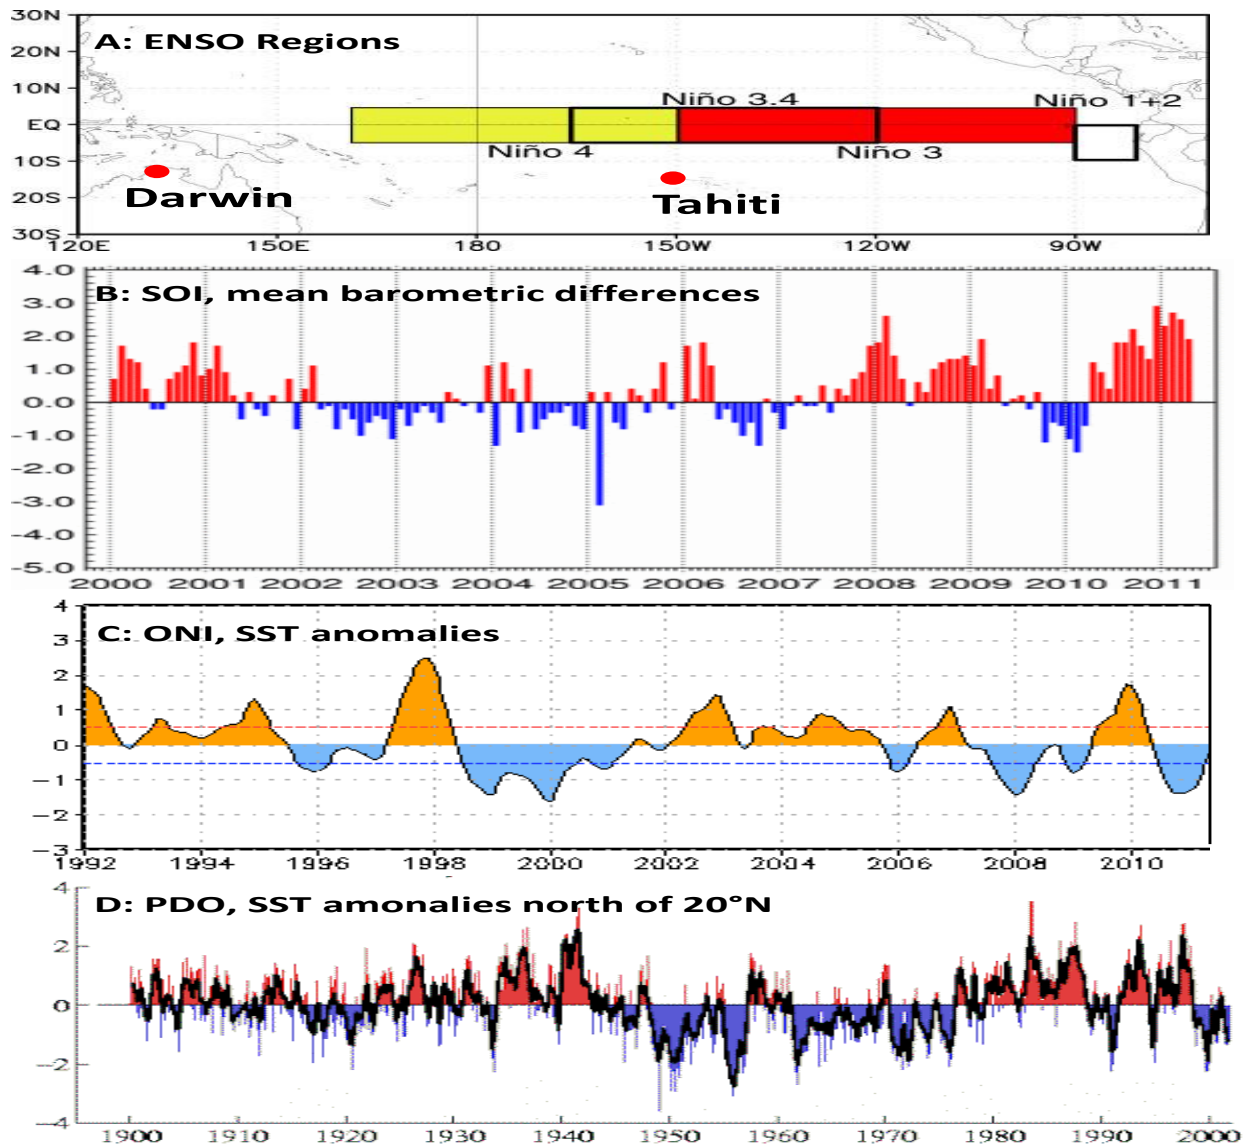 30N
A: ENSO Regions
20N
10N
Niño 3.4
Niño 1+2
EQ
Niño 4
Niño 3
10S
Darwin
Tahiti
20S
30S
120E 150E 180 150W 120W 90W
4.0
B: SOI, mean barometric differences
3.0
2.0
1.0
0.0
-1.0
-2.0
-3.0
-4.0
-5.0
2000 2001 2002 2003 2004 2005 2006 2007 2008 2009 2010 2011
4
C: ONI, SST anomalies
3
2
1
0
-1
-2
-3
1992 1994 1996 1998 2000 2002 2004 2006 2008 2010
4
D: PDO, SST amonalies north of 20°N
2
0
-2
-4
1900 1910 1920 1930 1940 1950 1960 1970 1980 1990 2000